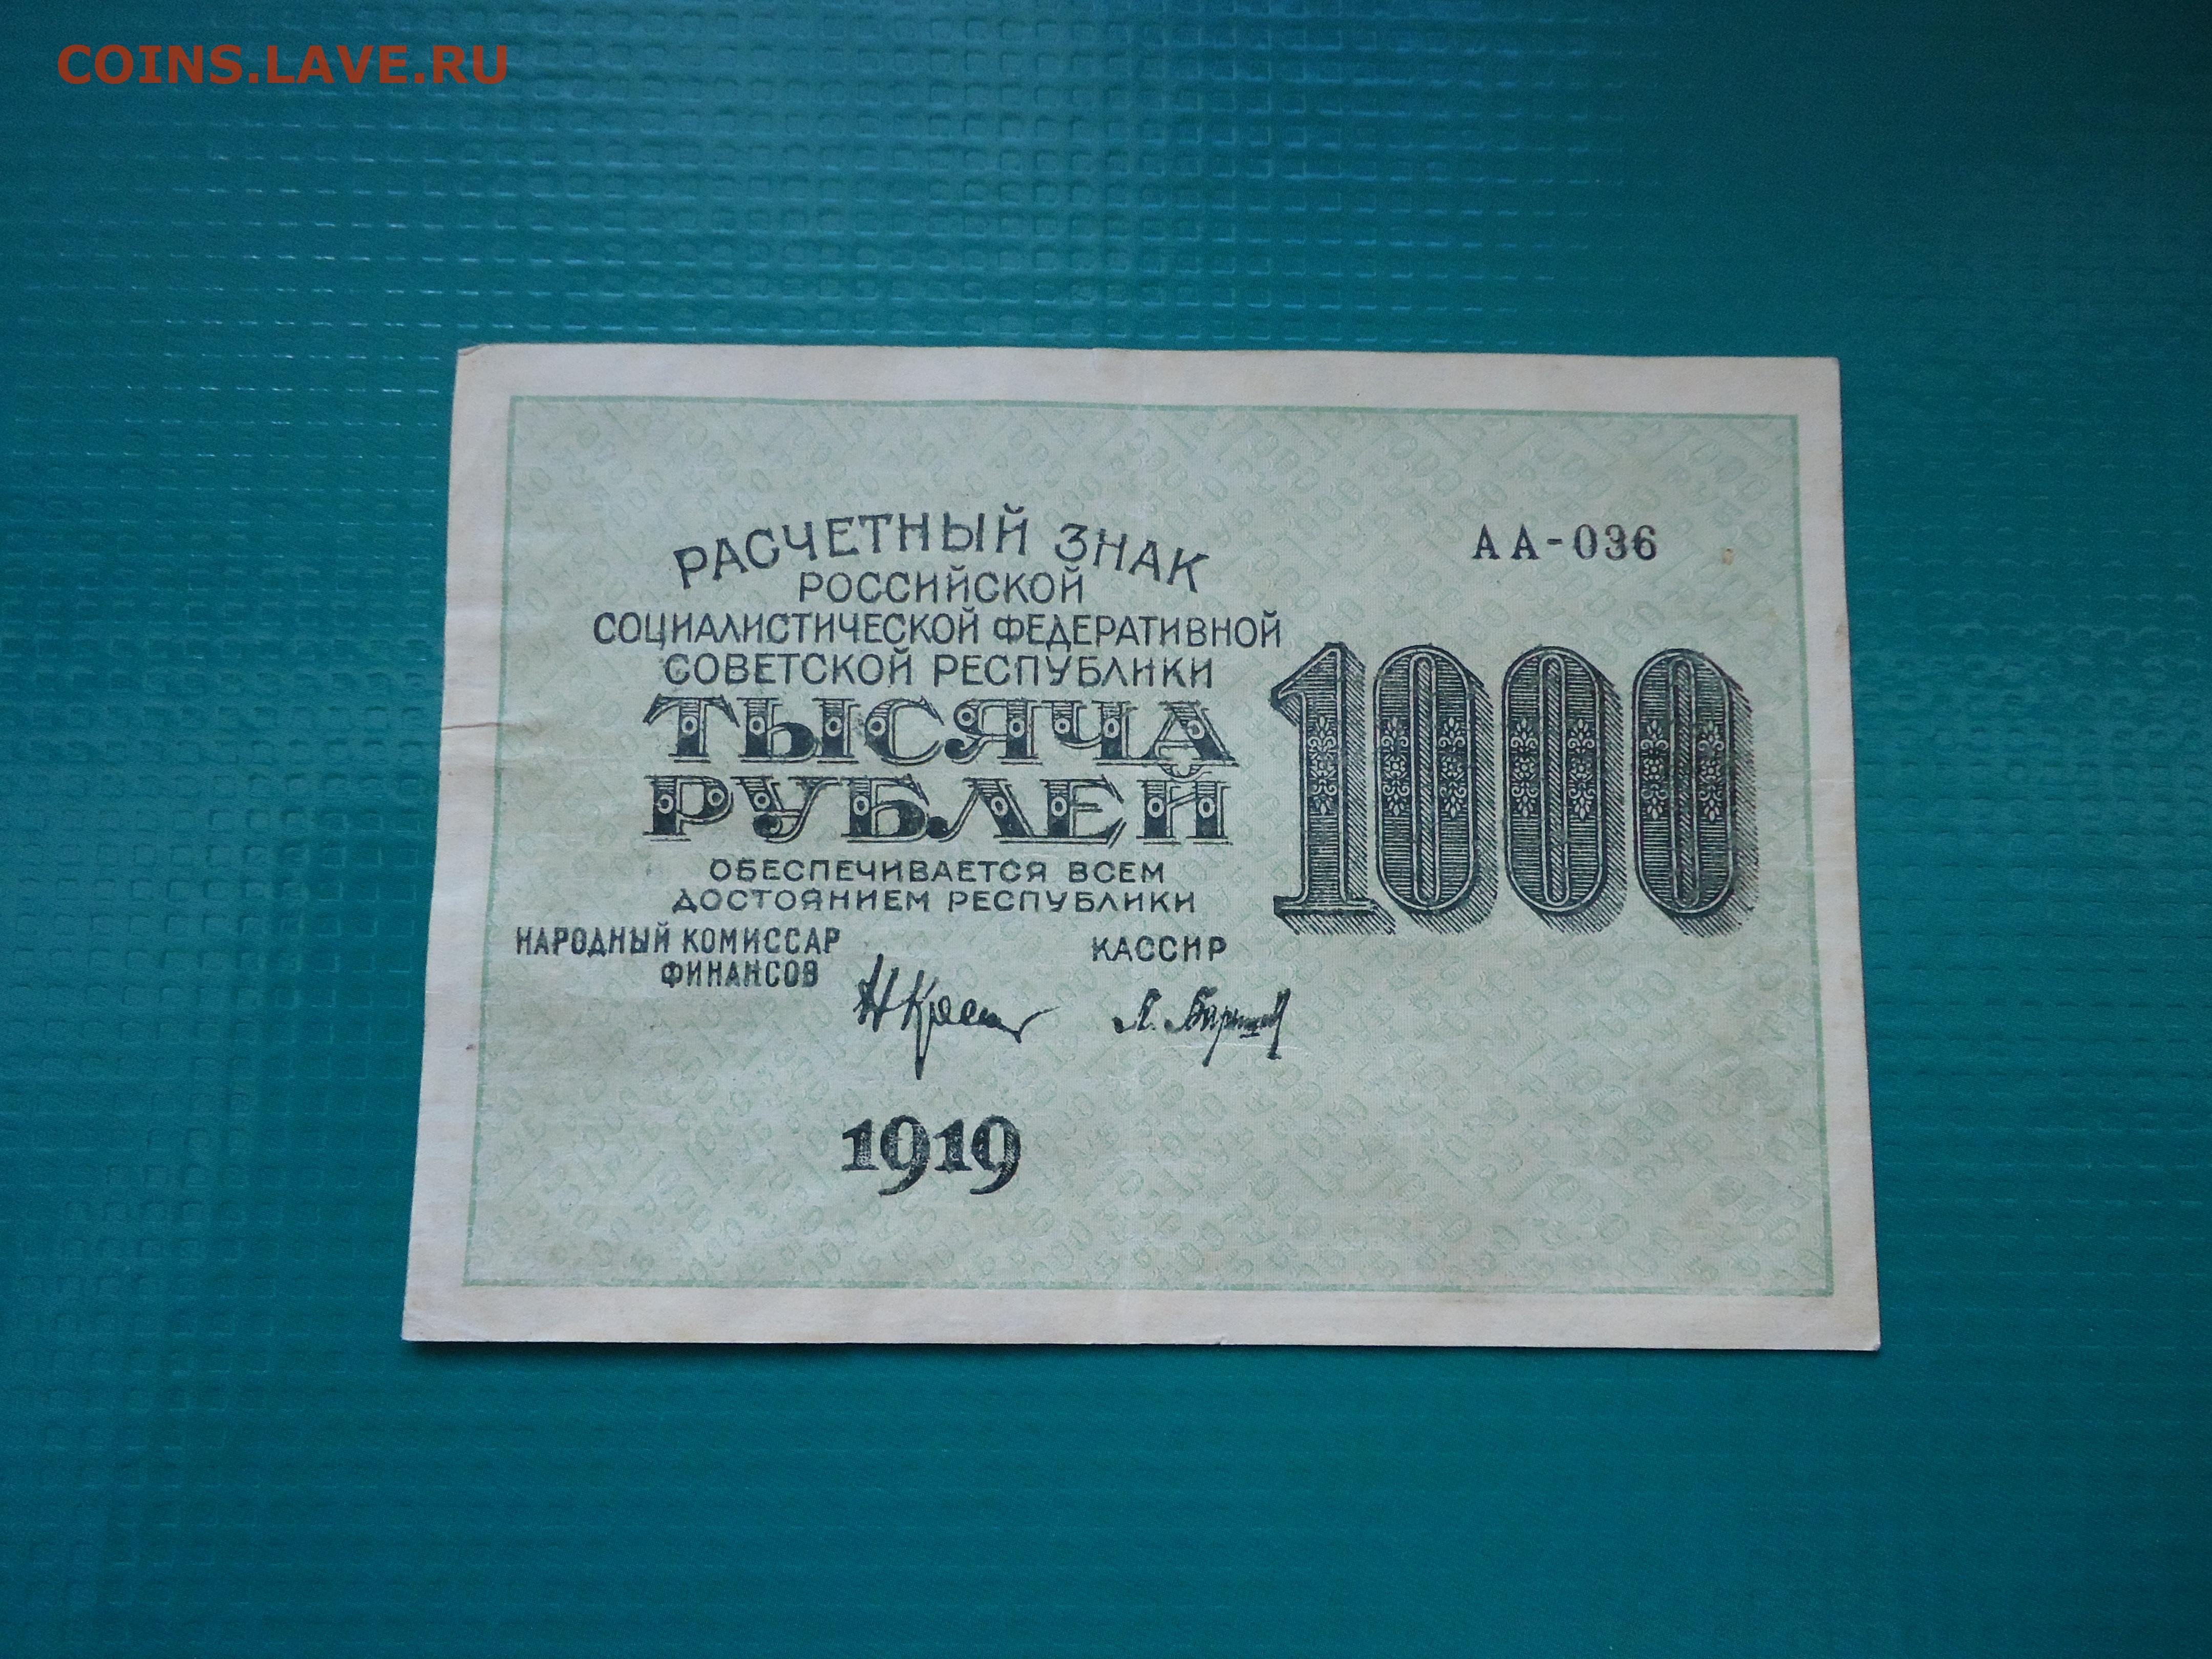 COINS.LAVE.RU
РАСЧЕТНЫЙ ЗНАК
РОССИЙСКОЙ
СОЦИАЛИСТИЧЕСКОЙ ФЕДЕРАТИВНОЙ
СОВЕТСКОЙ РЕСПУБЛИКИ
ТЫСЯЧА
РУБЛЕЙ
ОБЕСПЕЧИВАЕТСЯ ВСЕМ
ДОСТОЯНИЕМ РЕСПУБЛИКИ
НАРОДНЫЙ КОМИССАР
ФИНАНСОВ
КАССИР
1919
АА-036
1000